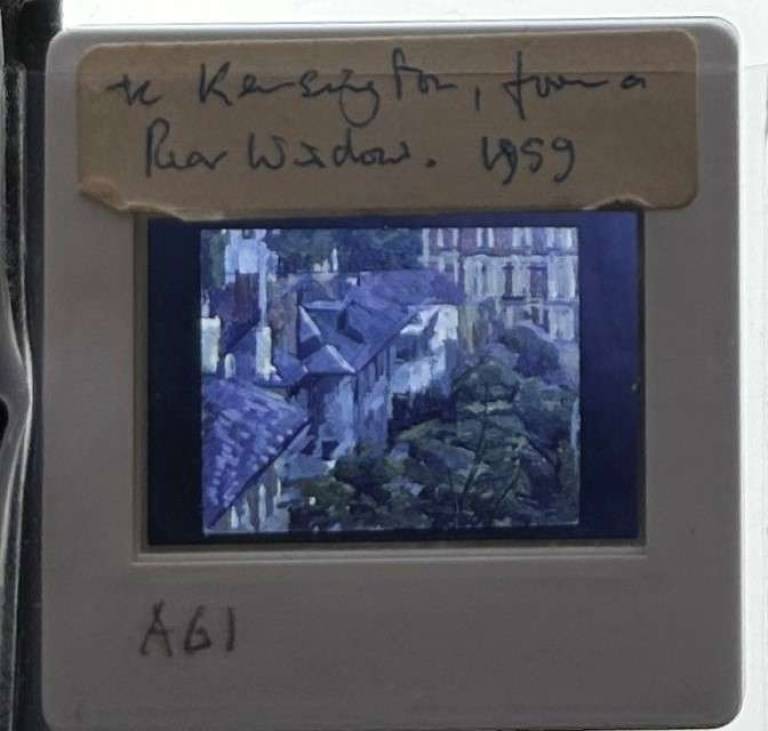 Kensington, from a
Rear Window. 1959
A61